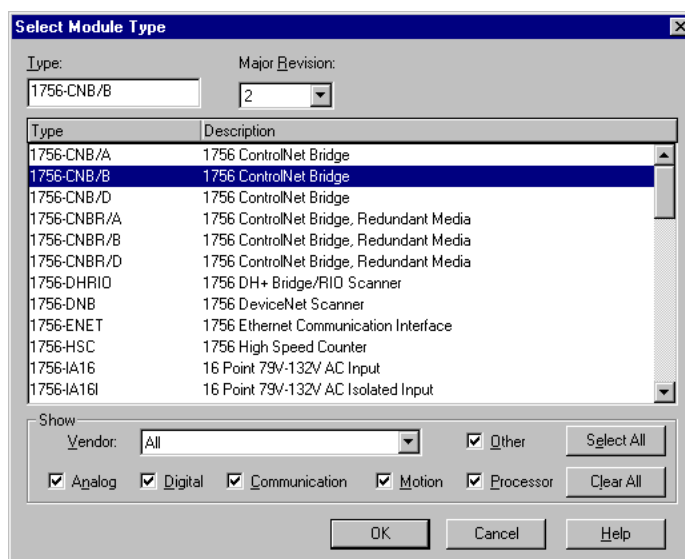 Select Module Type
Type: Major Revision:
1756-CNB/B 2
Type Description
1756-CNB/A 1756 ControlNet Bridge
1756-CNB/B 1756 ControlNet Bridge
1756-CNB/D 1756 ControlNet Bridge
1756-CNBR/A 1756 ControlNet Bridge, Redundant Media
1756-CNBR/B 1756 ControlNet Bridge, Redundant Media
1756-CNBR/D 1756 ControlNet Bridge, Redundant Media
1756-DHRIO 1756 DH+ Bridge/RIO Scanner
1756-DNB 1756 DeviceNet Scanner
1756-ENET 1756 Ethernet Communication Interface
1756-HSC 1756 High Speed Counter
1756-IA16 16 Point 79V-132V AC Input
1756-IA16I 16 Point 79V-132V AC Isolated Input
Show
Vendor: All Other Select All
Analog Digital Communication Motion Processor Clear All
OK Cancel Help